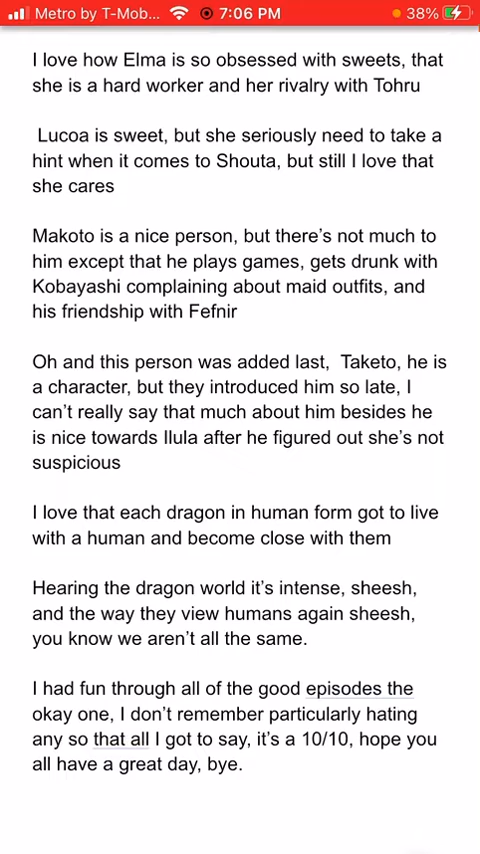 Metro by T-Mob... 7:06 PM 38%
I love how Elma is so obsessed with sweets, that
she is a hard worker and her rivalry with Tohru
Lucoa is sweet, but she seriously need to take a
hint when it comes to Shouta, but still I love that
she cares
Makoto is a nice person, but there's not much to
him except that he plays games, gets drunk with
Kobayashi complaining about maid outfits, and
his friendship with Fefnir
Oh and this person was added last,  Taketo, he is
a character, but they introduced him so late, I
can't really say that much about him besides he
is nice towards Ilula after he figured out she's not
suspicious
I love that each dragon in human form got to live
with a human and become close with them
Hearing the dragon world it's intense, sheesh,
and the way they view humans again sheesh,
you know we aren't all the same.
I had fun through all of the good episodes the
okay one, I don't remember particularly hating
any so that all I got to say, it's a 10/10, hope you
all have a great day, bye.